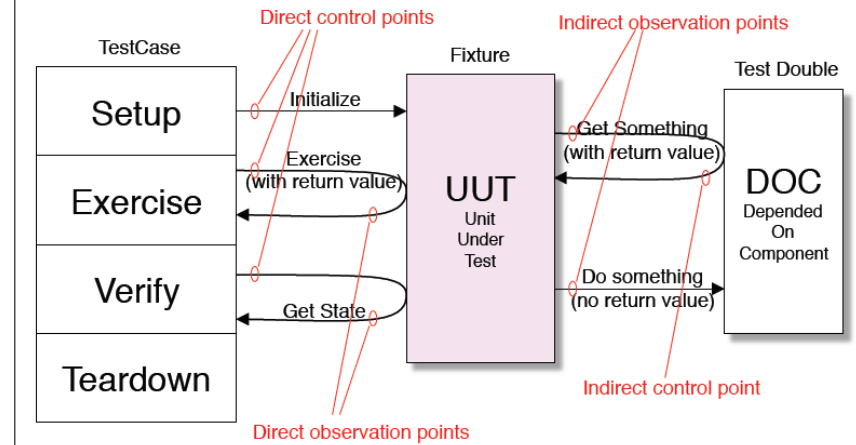 Direct control points
Indirect observation points
TestCase
Fixture
Test Double
Setup
Initialize
Get Something
(with return value)
Exercise
(with return value)
Exercise
UUT
Unit
Under
Test
DOC
Depended
On
Component
Verify
Get State
Do something
(no return value)
Teardown
Indirect control point
Direct observation points